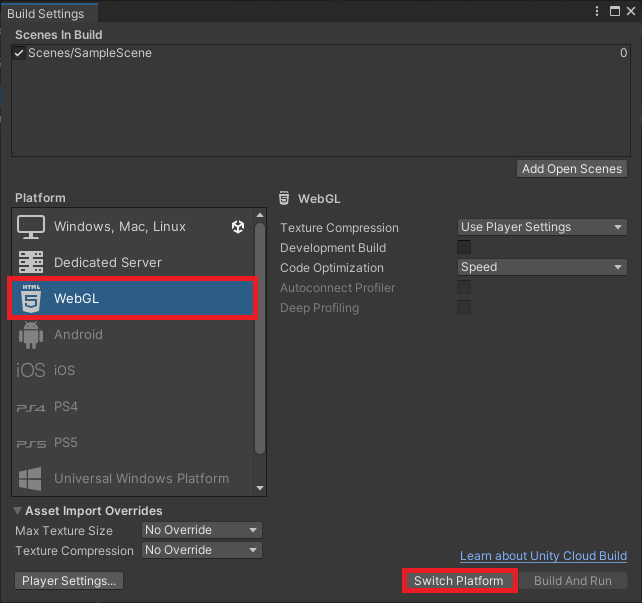 Build Settings
Scenes In Build
Scenes/SampleScene 0
Add Open Scenes
Platform
Windows, Mac, Linux
Dedicated Server
HTML 5 WebGL
Android
iOS iOS
PS4 PS4
PS5 PS5
Universal Windows Platform
WebGL
Texture Compression Use Player Settings
Development Build
Code Optimization Speed
Autoconnect Profiler
Deep Profiling
Asset Import Overrides
Max Texture Size No Override
Texture Compression No Override
Learn about Unity Cloud Build
Player Settings... Switch Platform Build And Run